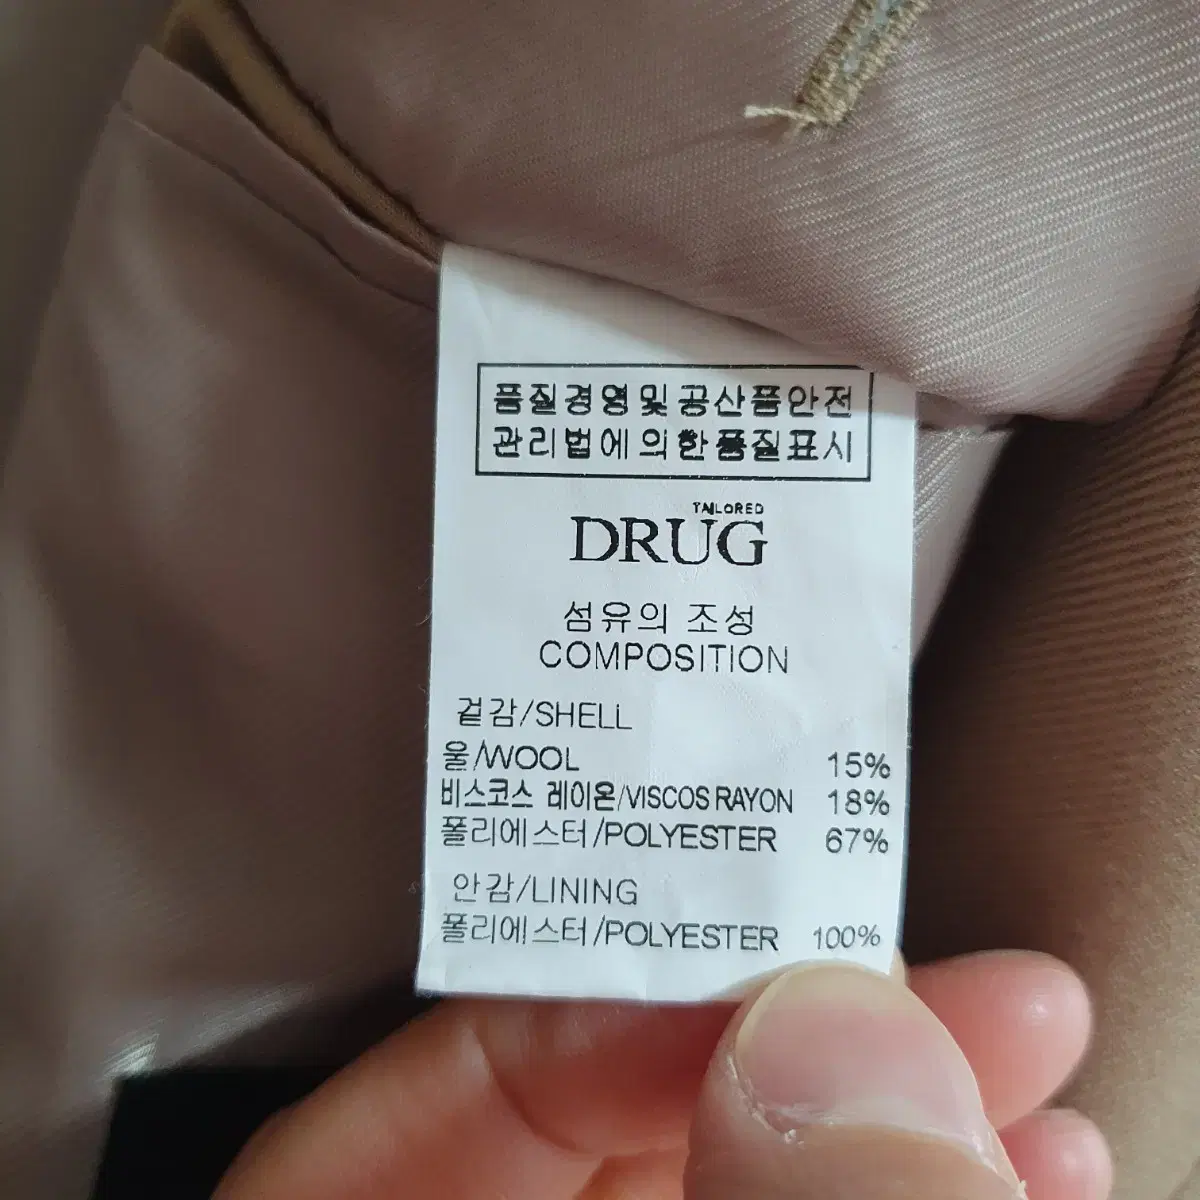 품질경영및공산품안전
관리법에의한품질표시
TAILORED
DRUG
섬유의 조성
COMPOSITION
겉감/SHELL
울/WOOL 15%
비스코스 레이온/VISCOS RAYON 18%
폴리에스터/POLYESTER 67%
안감/LINING
폴리에스터/POLYESTER 100%